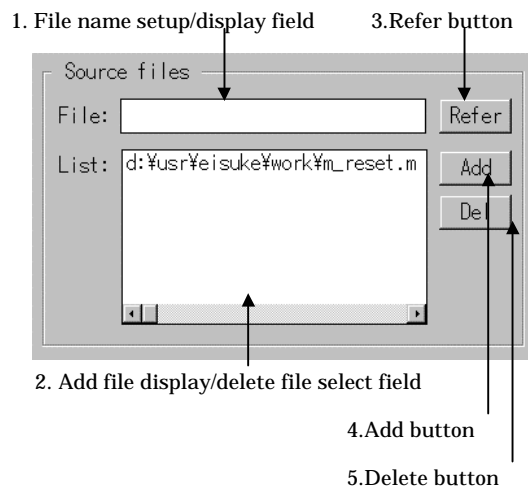 1. File name setup/display field
3.Refer button
Source files
File:
Refer
List:
d:¥usr¥eisuke¥work¥m_reset.m
Add
Del
2. Add file display/delete file select field
4.Add button
5.Delete button